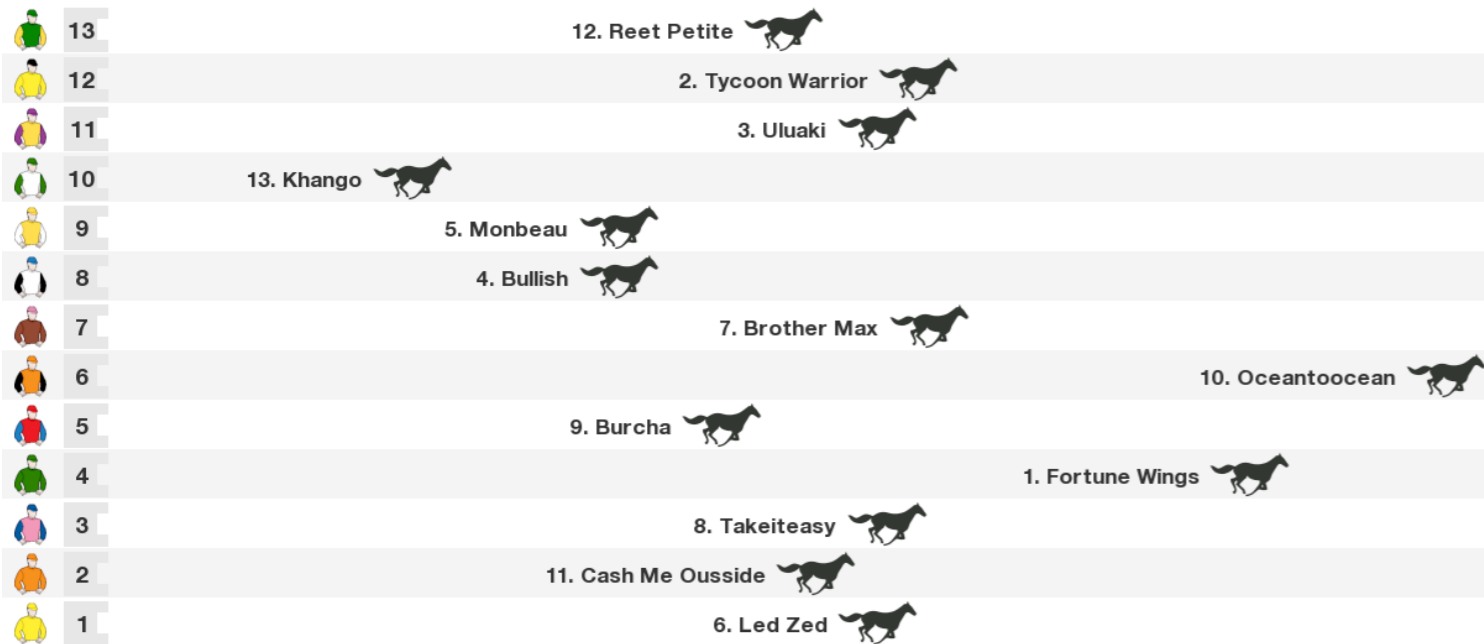 13 12. Reet Petite
12 2. Tycoon Warrior
11 3. Uluaki
10 13. Khango
9 5. Monbeau
8 4. Bullish
7 7. Brother Max
6 10. Oceantoocean
5 9. Burcha
4 1. Fortune Wings
3 8. Takeiteasy
2 11. Cash Me Ousside
1 6. Led Zed